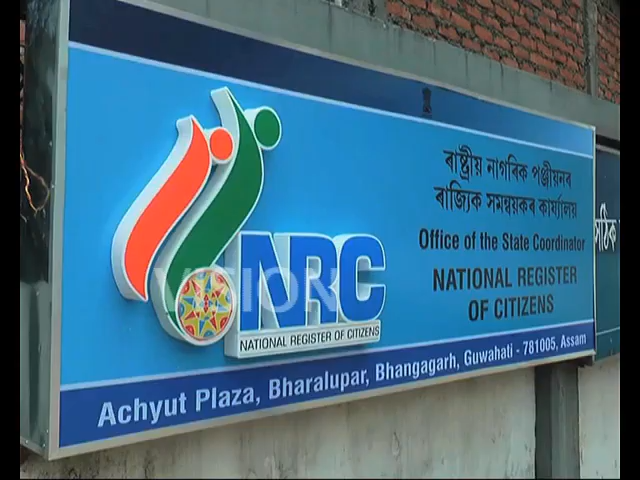 ৰাষ্ট্ৰীয় নাগৰিক পঞ্জীয়নৰ
ৰাজ্যিক সমন্বয়কৰ কাৰ্য্যালয়
Office of the State Coordinator
NATIONAL REGISTER
OF CITIZENS
NRC
NATIONAL REGISTER OF CITIZENS
VISION
Achyut Plaza, Bharalupar, Bhangagarh, Guwahati - 781005, Assam